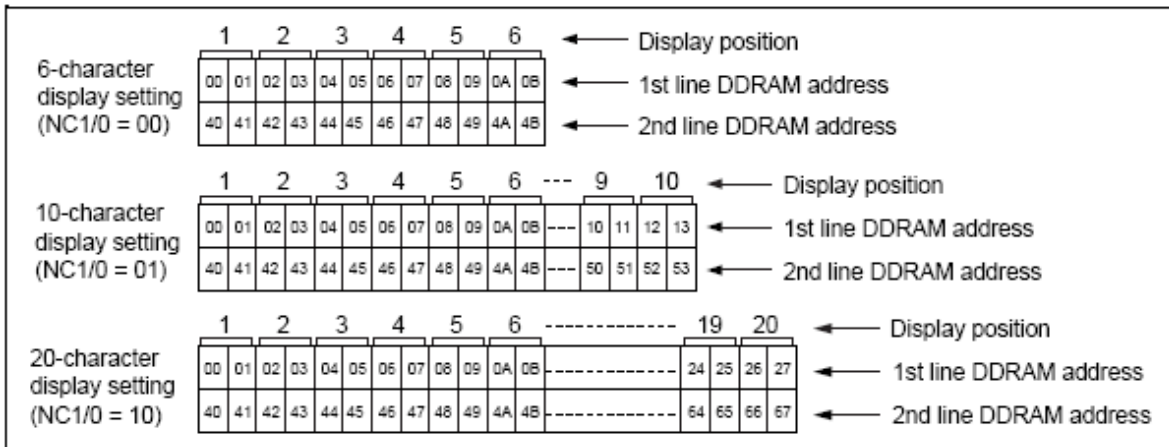 1 2 3 4 5 6 Display position
6-character display setting (NC1/0 = 00)
00 01 02 03 04 05 06 07 08 09 0A 0B 1st line DDRAM address
40 41 42 43 44 45 46 47 48 49 4A 4B 2nd line DDRAM address
1 2 3 4 5 6 --- 9 10 Display position
10-character display setting (NC1/0 = 01)
00 01 02 03 04 05 06 07 08 09 0A 0B --- 10 11 12 13 1st line DDRAM address
40 41 42 43 44 45 46 47 48 49 4A 4B --- 50 51 52 53 2nd line DDRAM address
1 2 3 4 5 6 ------------- 19 20 Display position
20-character display setting (NC1/0 = 10)
00 01 02 03 04 05 06 07 08 09 0A 0B ------------- 24 25 26 27 1st line DDRAM address
40 41 42 43 44 45 46 47 48 49 4A 4B ------------- 64 65 66 67 2nd line DDRAM address